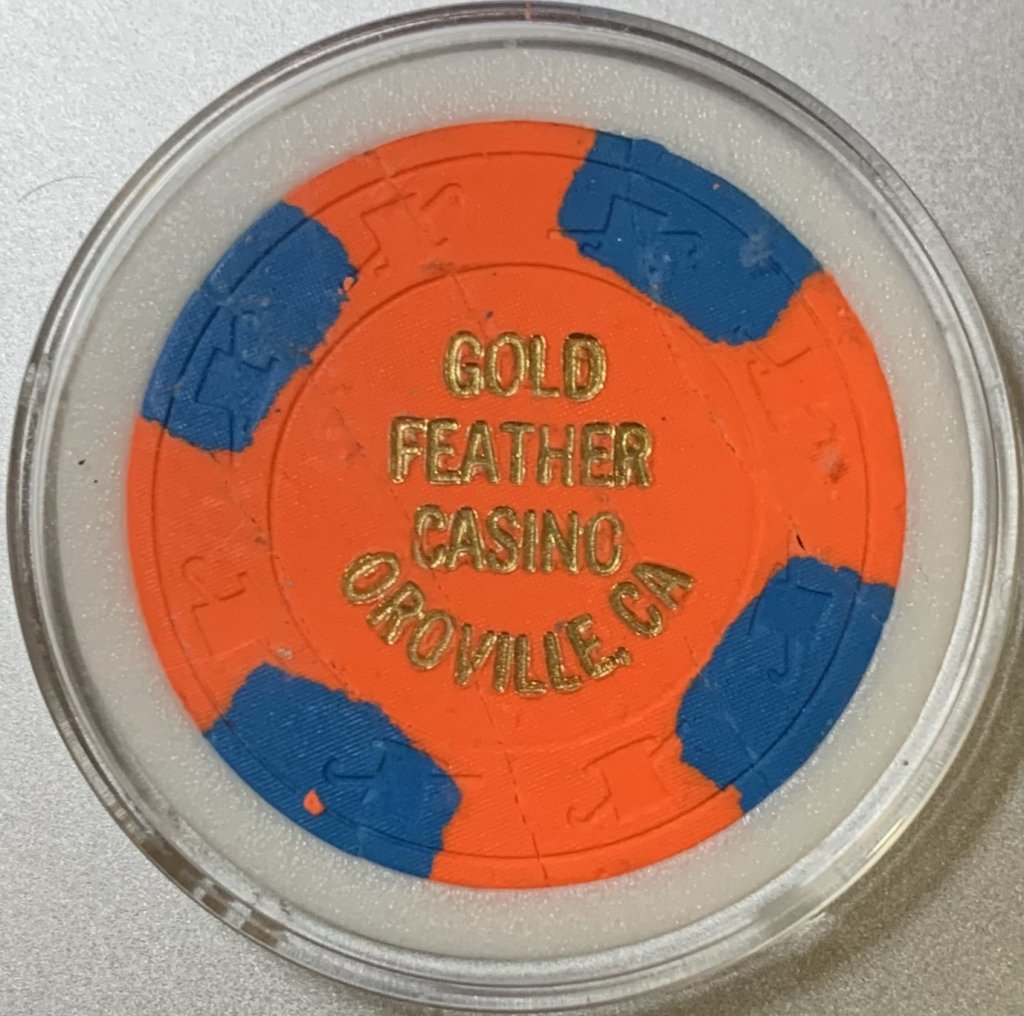 GOLD
FEATHER
CASINO
OROVILLE, CA